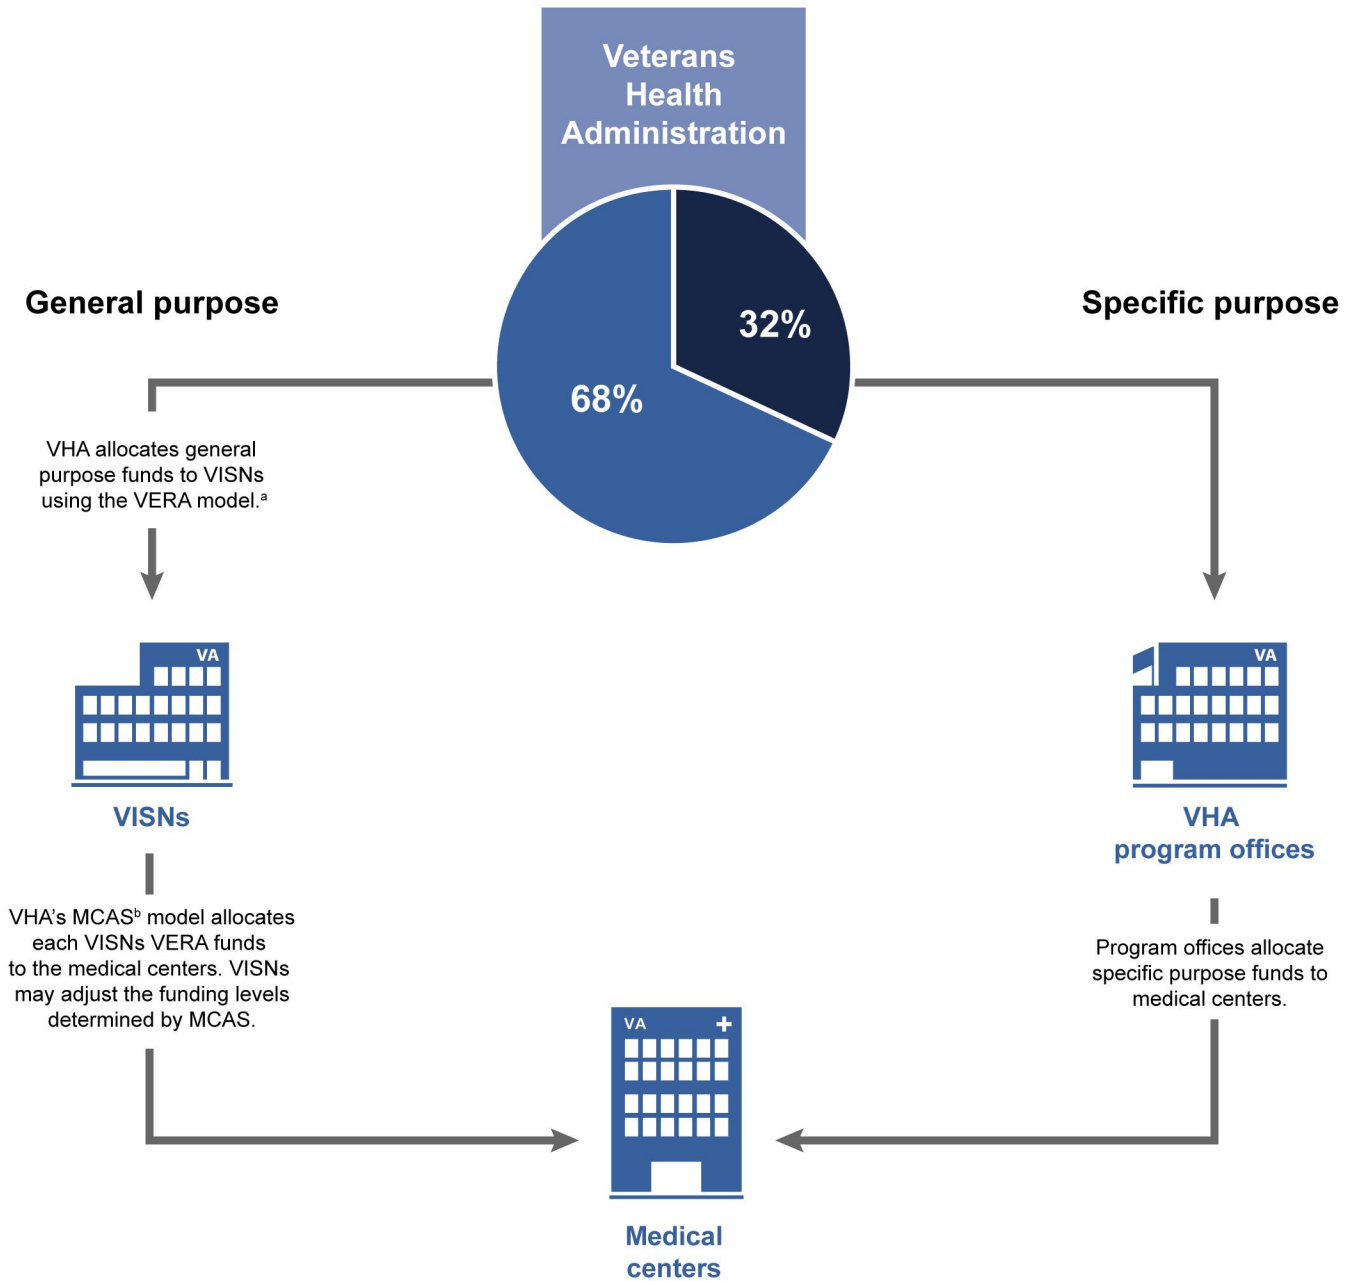 Veterans
Health
Administration
General purpose
Specific purpose
32%
68%
VHA allocates general
purpose funds to VISNs
using the VERA model.ª
VA
VA
VISNs
VHA
program offices
VHA's MCASᵇ model allocates
each VISNs VERA funds
to the medical centers. VISNs
may adjust the funding levels
determined by MCAS.
Program offices allocate
specific purpose funds to
medical centers.
VA
Medical
centers